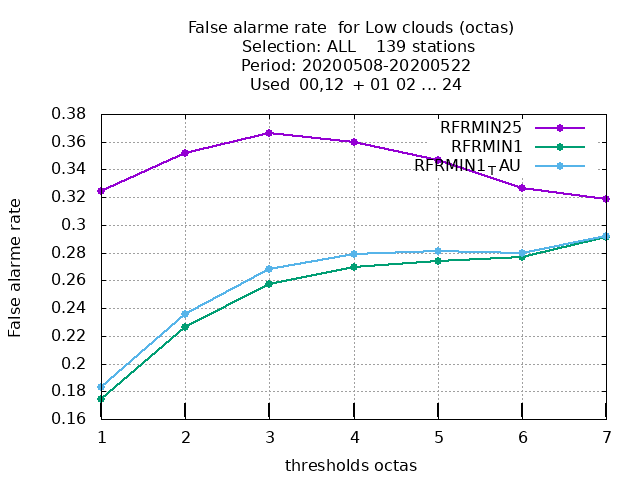 False alarme rate  for Low clouds (octas)
Selection: ALL    139 stations
Period: 20200508-20200522
Used  00,12  + 01 02 ... 24
0.38
0.36
0.34
0.32
0.3
0.28
0.26
0.24
0.22
0.2
0.18
0.16
False alarme rate
RFRMIN25
RFRMIN1
RFRMIN1_TAU
1 2 3 4 5 6 7
thresholds octas